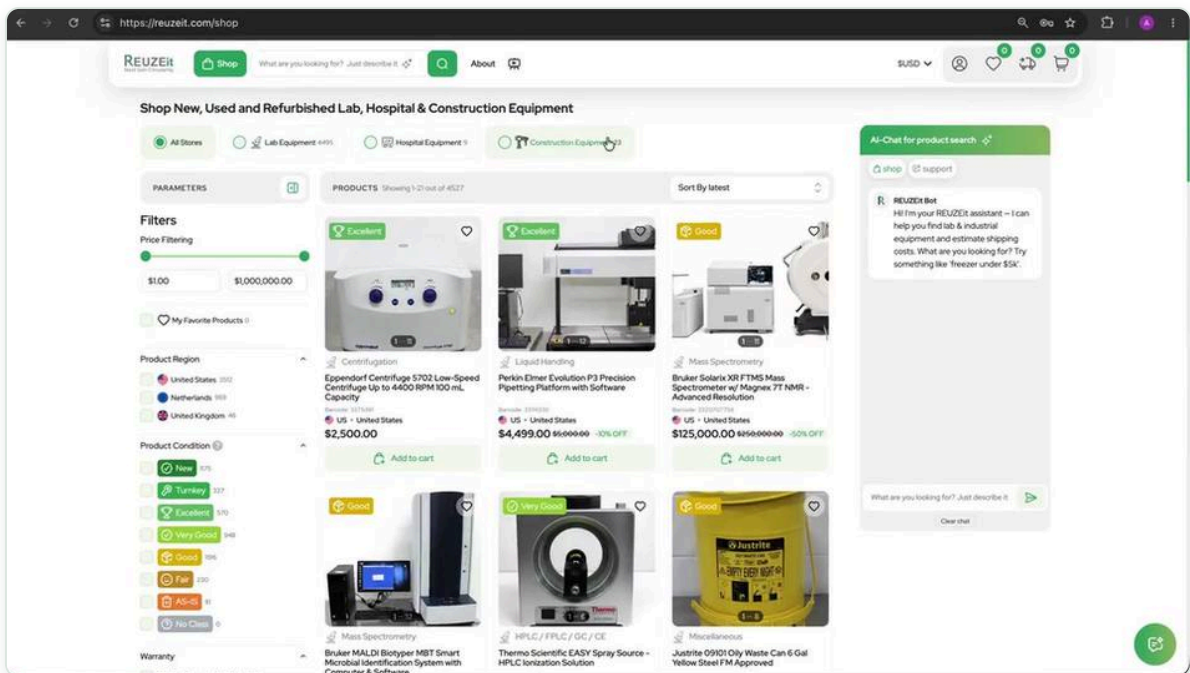 https://reuzeit.com/shop
REUZEit
Shop
What are you looking for? Just describe it
About
$USD
0
0
0
Shop New, Used and Refurbished Lab, Hospital & Construction Equipment
All Stores
Lab Equipment 4495
Hospital Equipment 9
Construction Equipment 23
AI-Chat for product search
shop
support
PARAMETERS
PRODUCTS Showing 1-21 out of 4527
Sort By latest
R REUZEit Bot
Hi! I'm your REUZEit assistant — I can
help you find lab & industrial
equipment and estimate shipping
costs. What are you looking for? Try
something like 'freezer under $5k'.
Filters
Price Filtering
$1.00
$1,000,000.00
My Favorite Products 0
Product Region
United States
Netherlands
United Kingdom
Product Condition
New
Turnkey
Excellent
Very Good
Good
Fair
AS-IS
No Class
Warranty
Excellent
Centrifugation
Eppendorf Centrifuge 5702 Low-Speed
Centrifuge Up to 4400 RPM 100 mL
Capacity
US • United States
$2,500.00
Add to cart
Excellent
1 — 12
Liquid Handling
Perkin Elmer Evolution P3 Precision
Pipetting Platform with Software
US • United States
$4,499.00 $5,000.00 -10% OFF
Add to cart
Good
Mass Spectrometry
Bruker Solarix XR FTMS Mass
Spectrometer w/ Magnex 7T NMR -
Advanced Resolution
US • United States
$125,000.00 $250,000.00 -50% OFF
Add to cart
Good
Mass Spectrometry
Bruker MALDI Biotyper MBT Smart
Microbial Identification System with
Computer & Software
Very Good
Thermo
HPLC / FPLC / GC / CE
Thermo Scientific EASY Spray Source -
HPLC Ionization Solution
Good
Justrite
OILY WASTE CAN
EMPTY EVERY NIGHT
Miscellaneous
Justrite 09101 Oily Waste Can 6 Gal
Yellow Steel FM Approved
What are you looking for? Just describe it
Clear chat